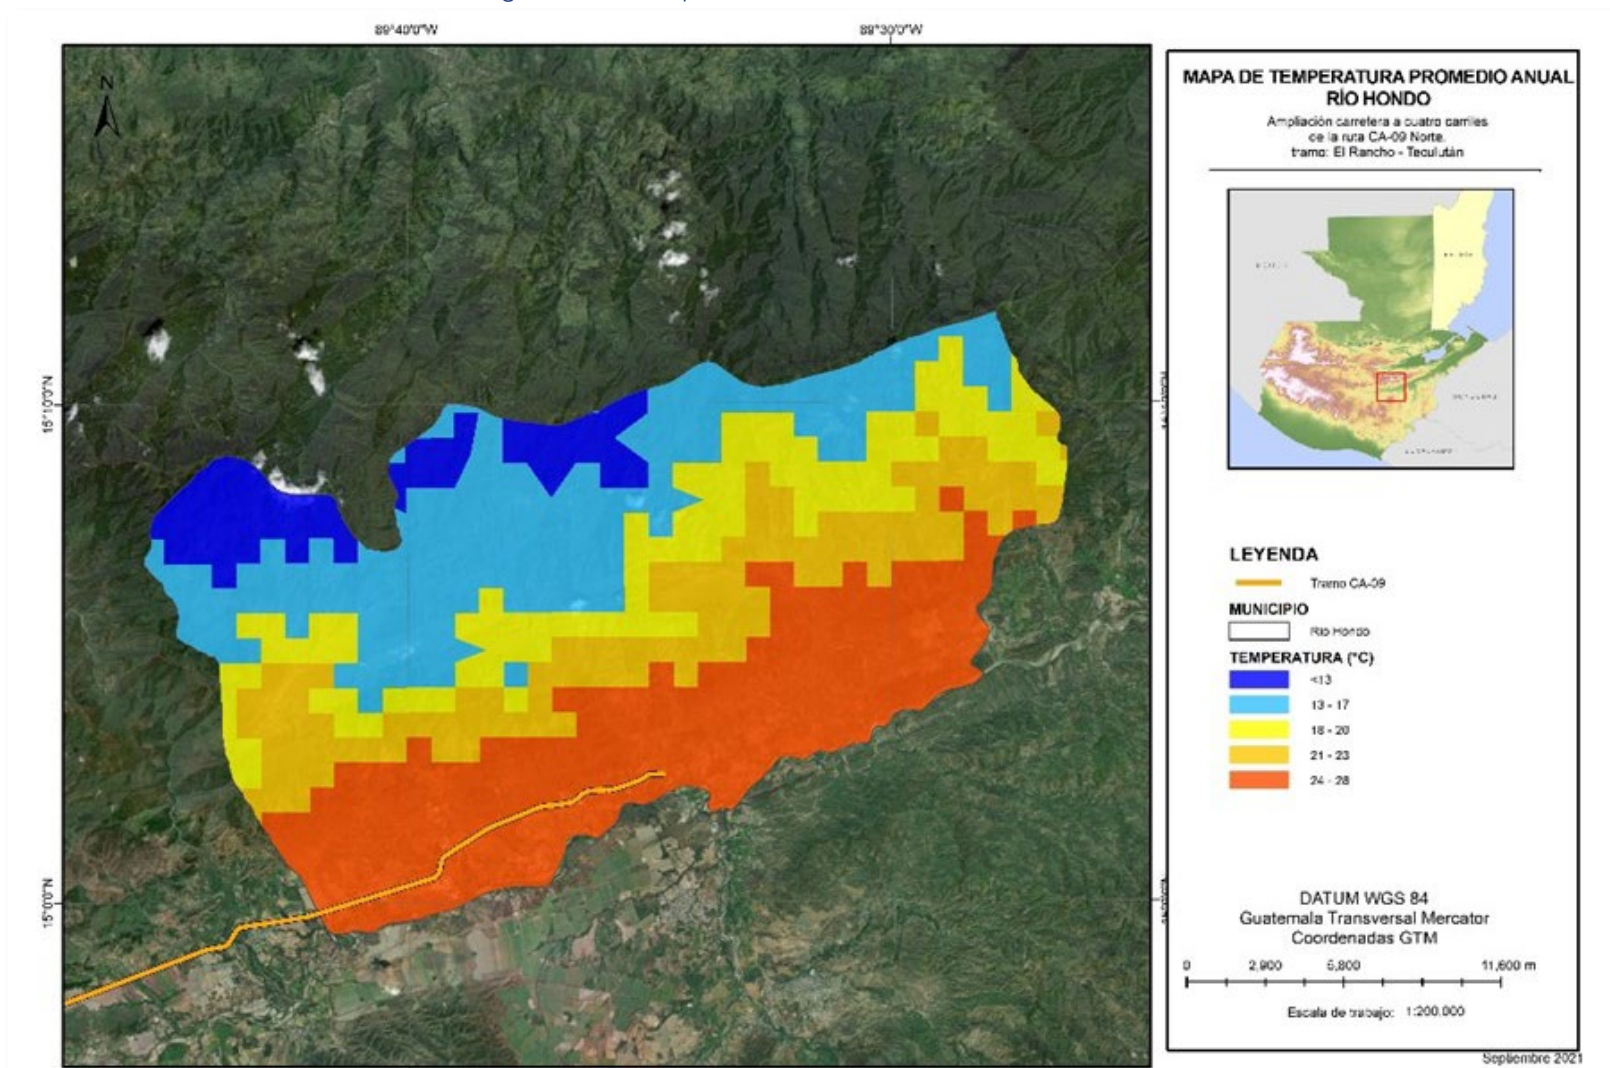 89°40'0"W
89°30'0"W
N
15°10'0"N
15°0'0"N
MAPA DE TEMPERATURA PROMEDIO ANUAL
RÍO HONDO
Ampliación carretera a cuatro carriles
de la ruta CA-09 Norte,
tramo: El Rancho - Teculután
LEYENDA
Tramo CA-09
MUNICIPIO
Río Hondo
TEMPERATURA (°C)
<13
13 - 17
18 - 20
21 - 23
24 - 28
DATUM WGS 84
Guatemala Transversal Mercator
Coordenadas GTM
0 2,900 5,800 11,600 m
Escala de trabajo: 1:200,000
Septiembre 2021